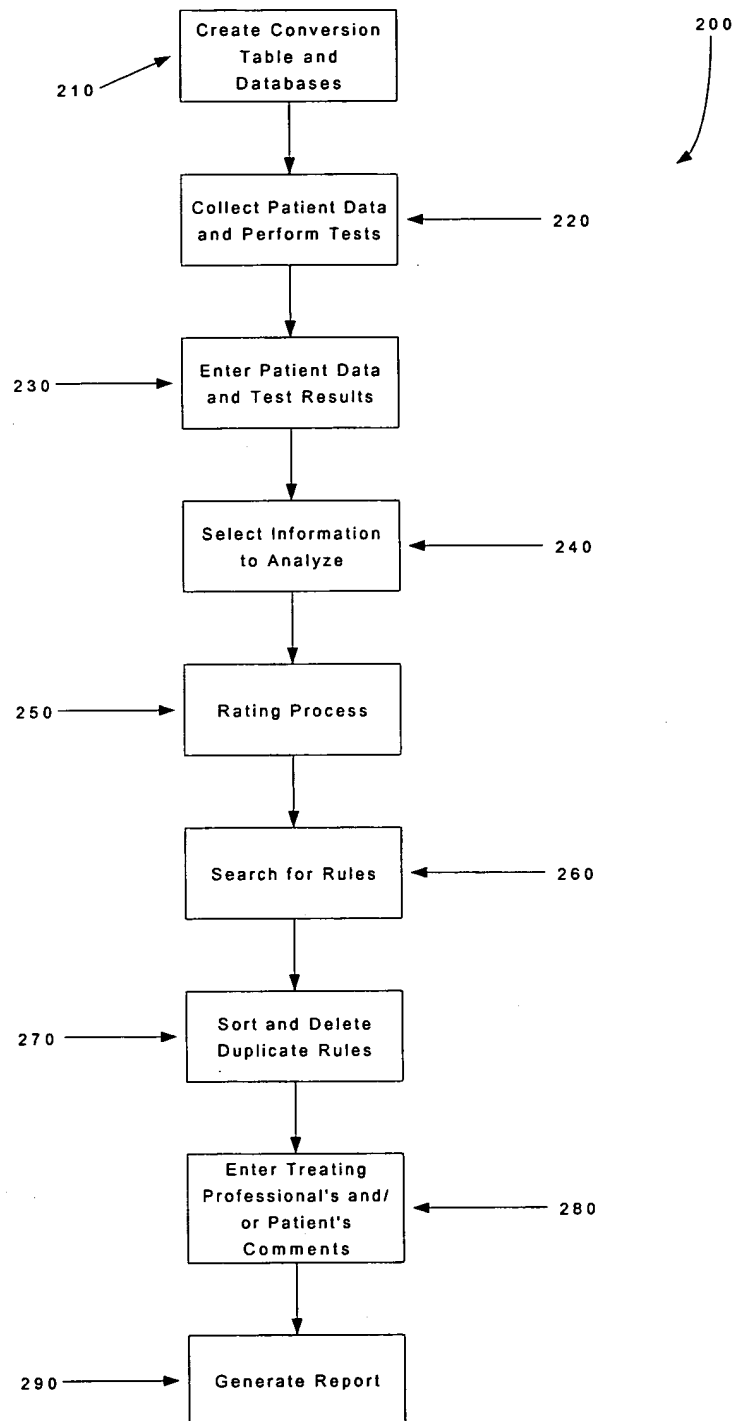 Create Conversion
Table and
Databases
200
210
Collect Patient Data
and Perform Tests
220
Enter Patient Data
and Test Results
230
Select Information
to Analyze
240
Rating Process
250
Search for Rules
260
Sort and Delete
Duplicate Rules
270
Enter Treating
Professional's and/
or Patient's
Comments
280
Generate Report
290